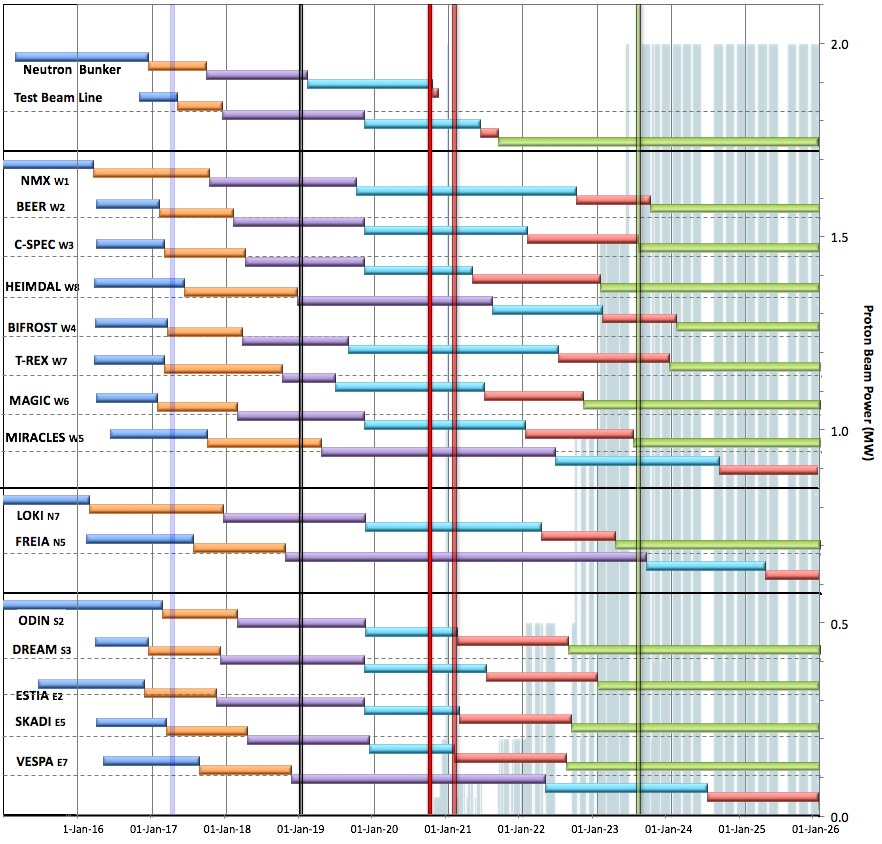 2.0
Neutron Bunker
Test Beam Line
NMX W1
BEER W2
1.5
C-SPEC W3
HEIMDAL W8
BIFROST W4
T-REX W7
MAGIC W6
MIRACLES W5
1.0
Proton Beam Power (MW)
LOKI N7
FREIA N5
ODIN S2
0.5
DREAM S3
ESTIA E2
SKADI E5
VESPA E7
0.0
1-Jan-16 01-Jan-17 01-Jan-18 01-Jan-19 01-Jan-20 01-Jan-21 01-Jan-22 01-Jan-23 01-Jan-24 01-Jan-25 01-Jan-26